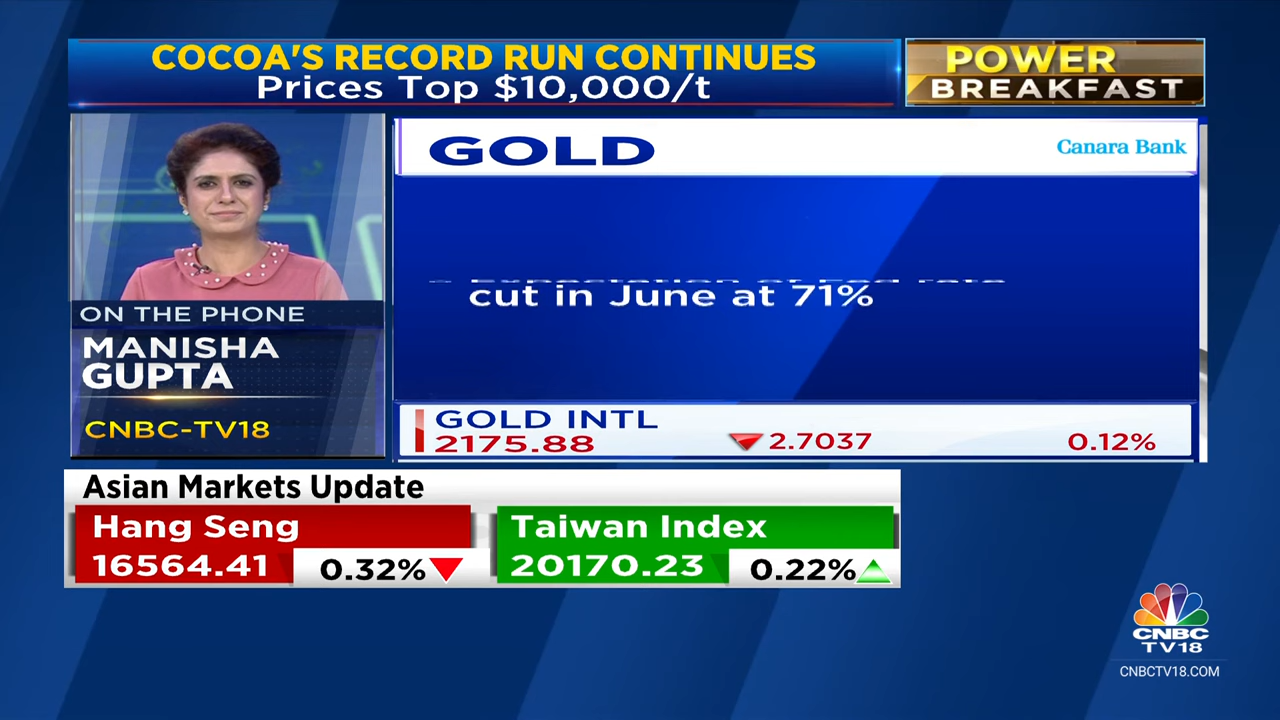 COCOA'S RECORD RUN CONTINUES
Prices Top $10,000/t
POWER
BREAKFAST
ON THE PHONE
MANISHA
GUPTA
CNBC-TV18
GOLD
Canara Bank
cut in June at 71%
GOLD INTL
2175.88 2.7037 0.12%
Asian Markets Update
Hang Seng
16564.41 0.32%
Taiwan Index
20170.23 0.22%
CNBC
TV18
CNBCTV18.COM